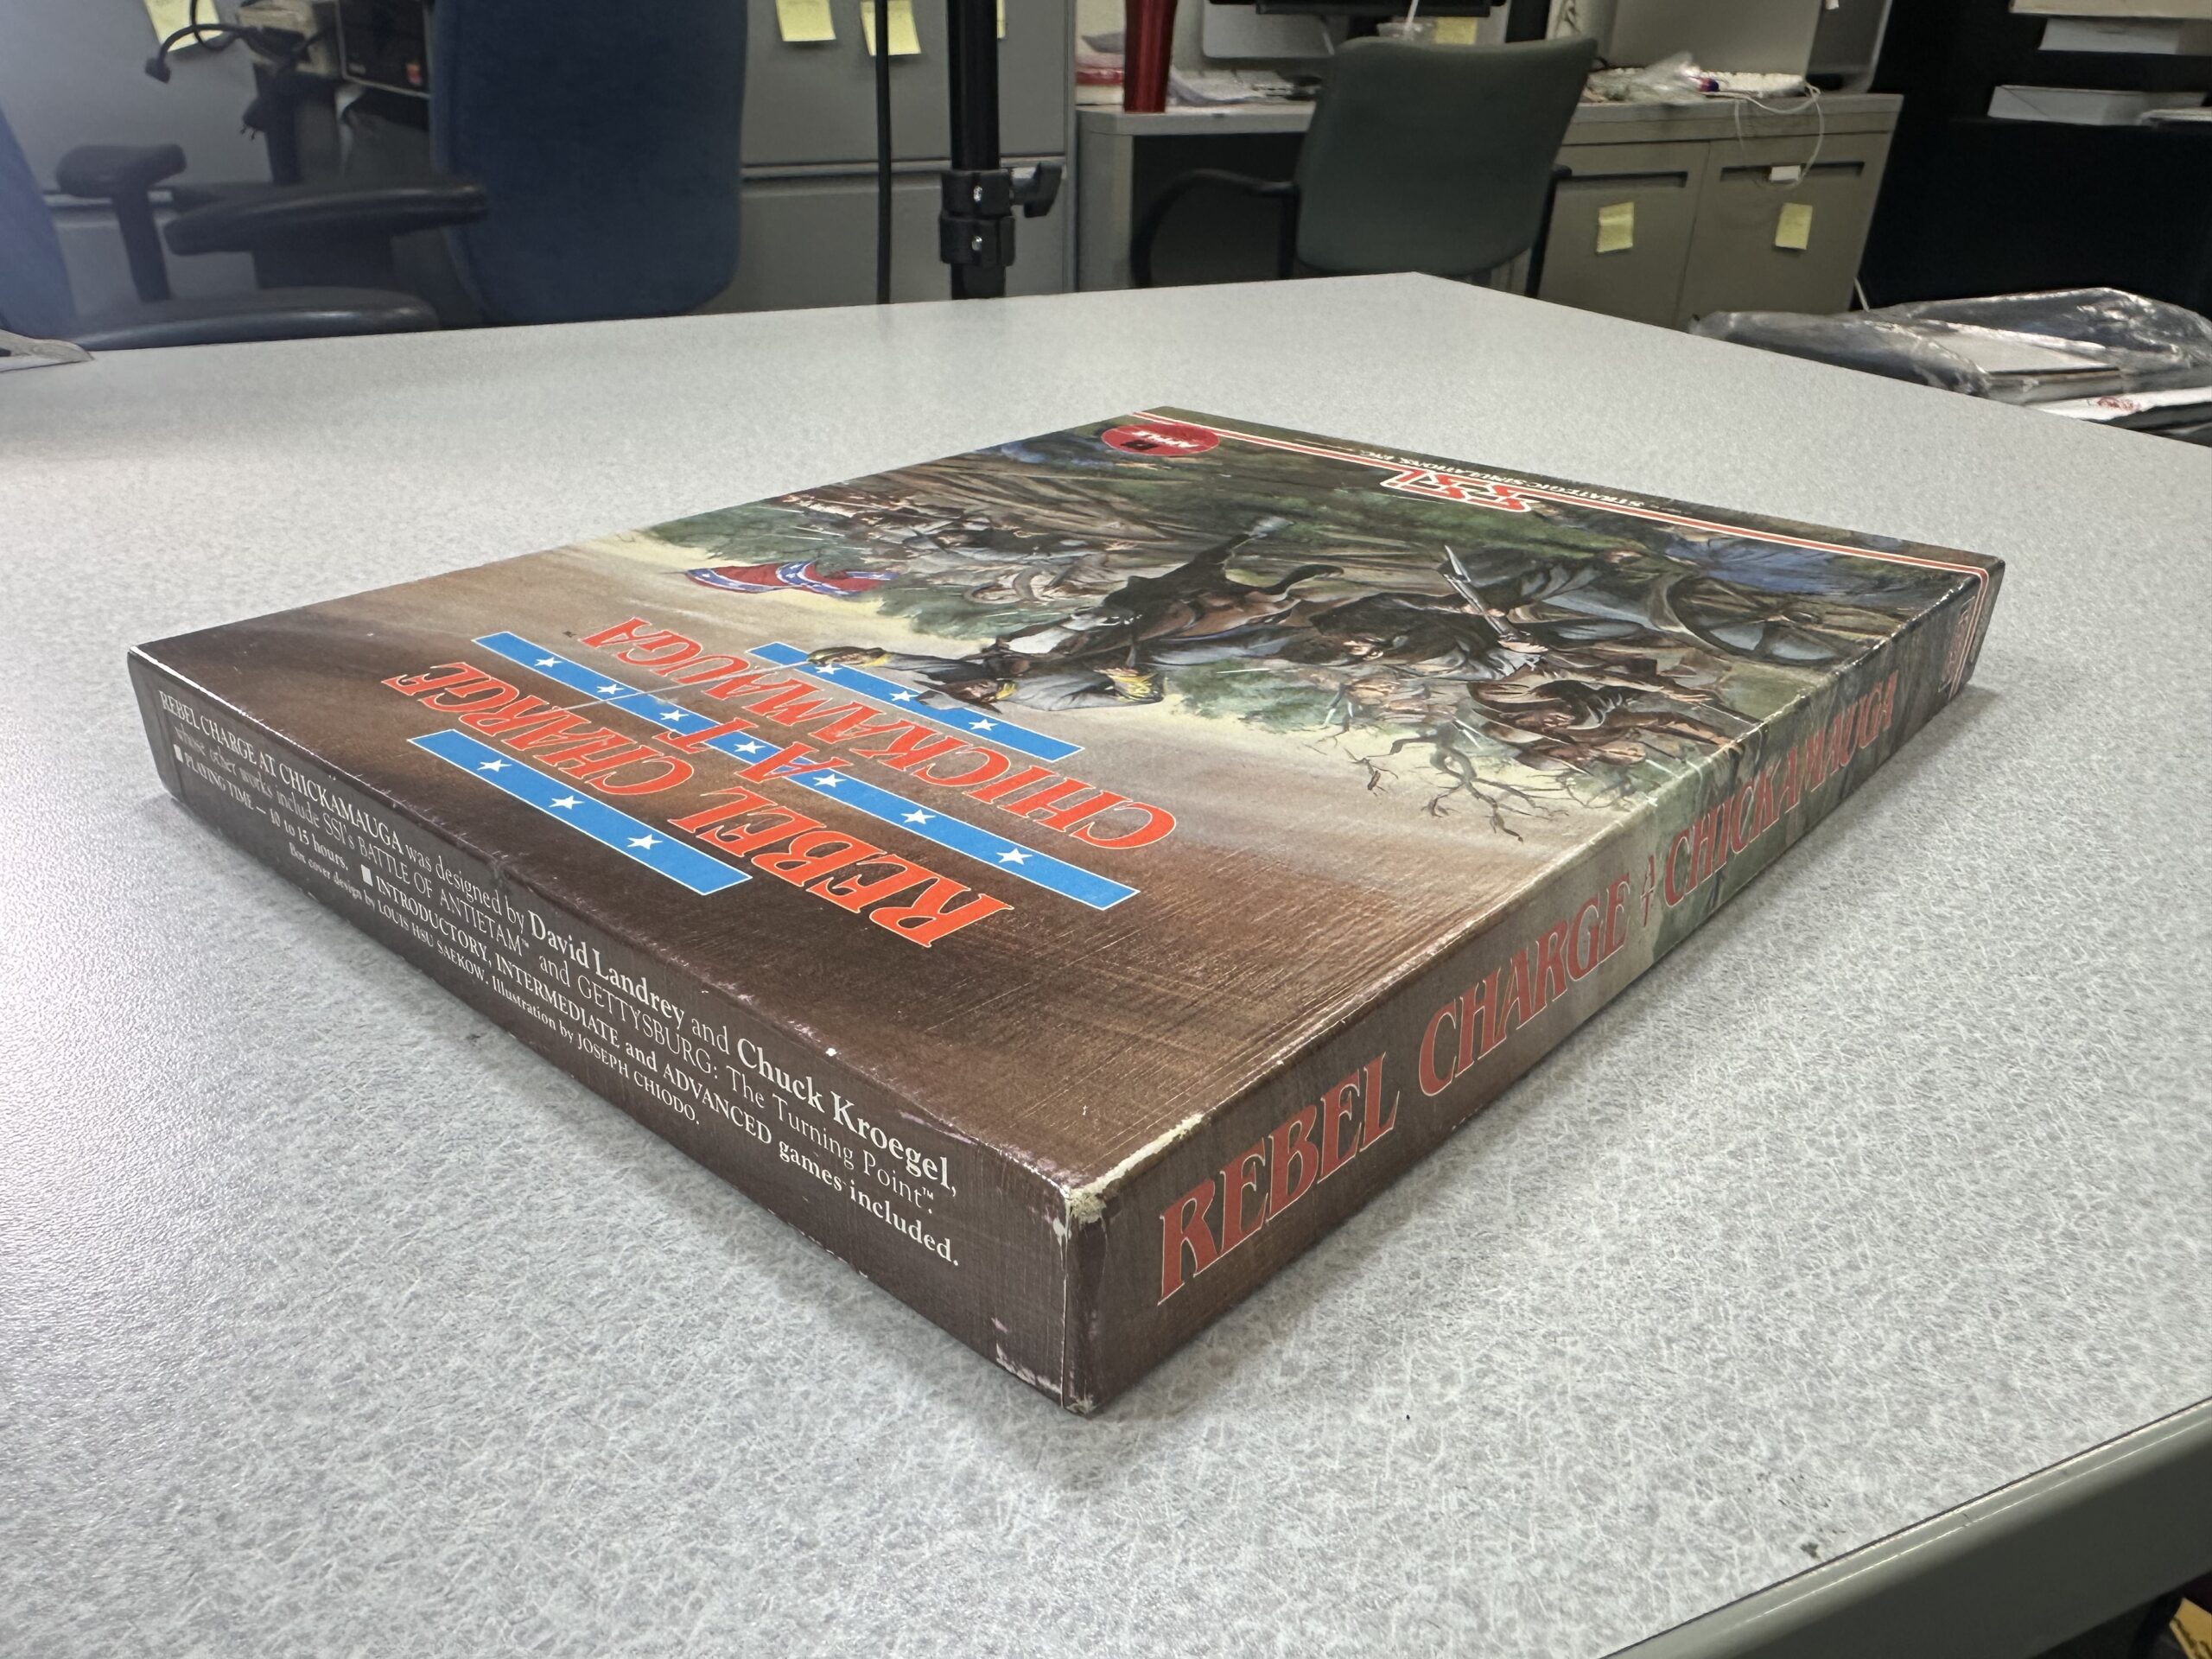 APPLE
STRATEGIC SIMULATIONS, INC.
SSI
REBEL CHARGE
AT
CHICKAMAUGA
REBEL CHARGE AT CHICKAMAUGA
REBEL CHARGE AT CHICKAMAUGA was designed by David Landrey and Chuck Kroegel,
whose other works include SSI's BATTLE OF ANTIETAM™ and GETTYSBURG: The Turning Point™.
■ PLAYING TIME — 10 to 15 hours. ■ INTRODUCTORY, INTERMEDIATE and ADVANCED games included.
Box cover design by LOUIS HSU SAEKOW. Illustration by JOSEPH CHIODO.